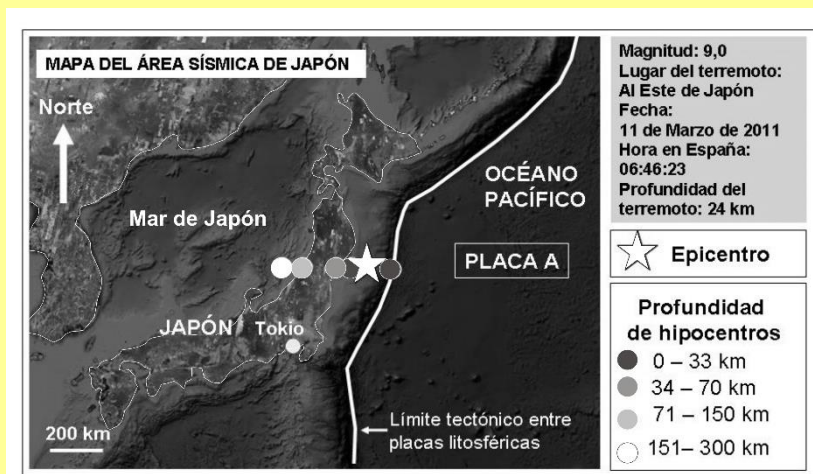 MAPA DEL ÁREA SÍSMICA DE JAPÓN
Norte
Mar de Japón
OCÉANO
PACÍFICO
PLACA A
JAPÓN
Tokio
200 km
Límite tectónico entre
placas litosféricas
Magnitud: 9,0
Lugar del terremoto:
Al Este de Japón
Fecha:
11 de Marzo de 2011
Hora en España:
06:46:23
Profundidad del
terremoto: 24 km
Epicentro
Profundidad
de hipocentros
0 – 33 km
34 – 70 km
71 – 150 km
151– 300 km